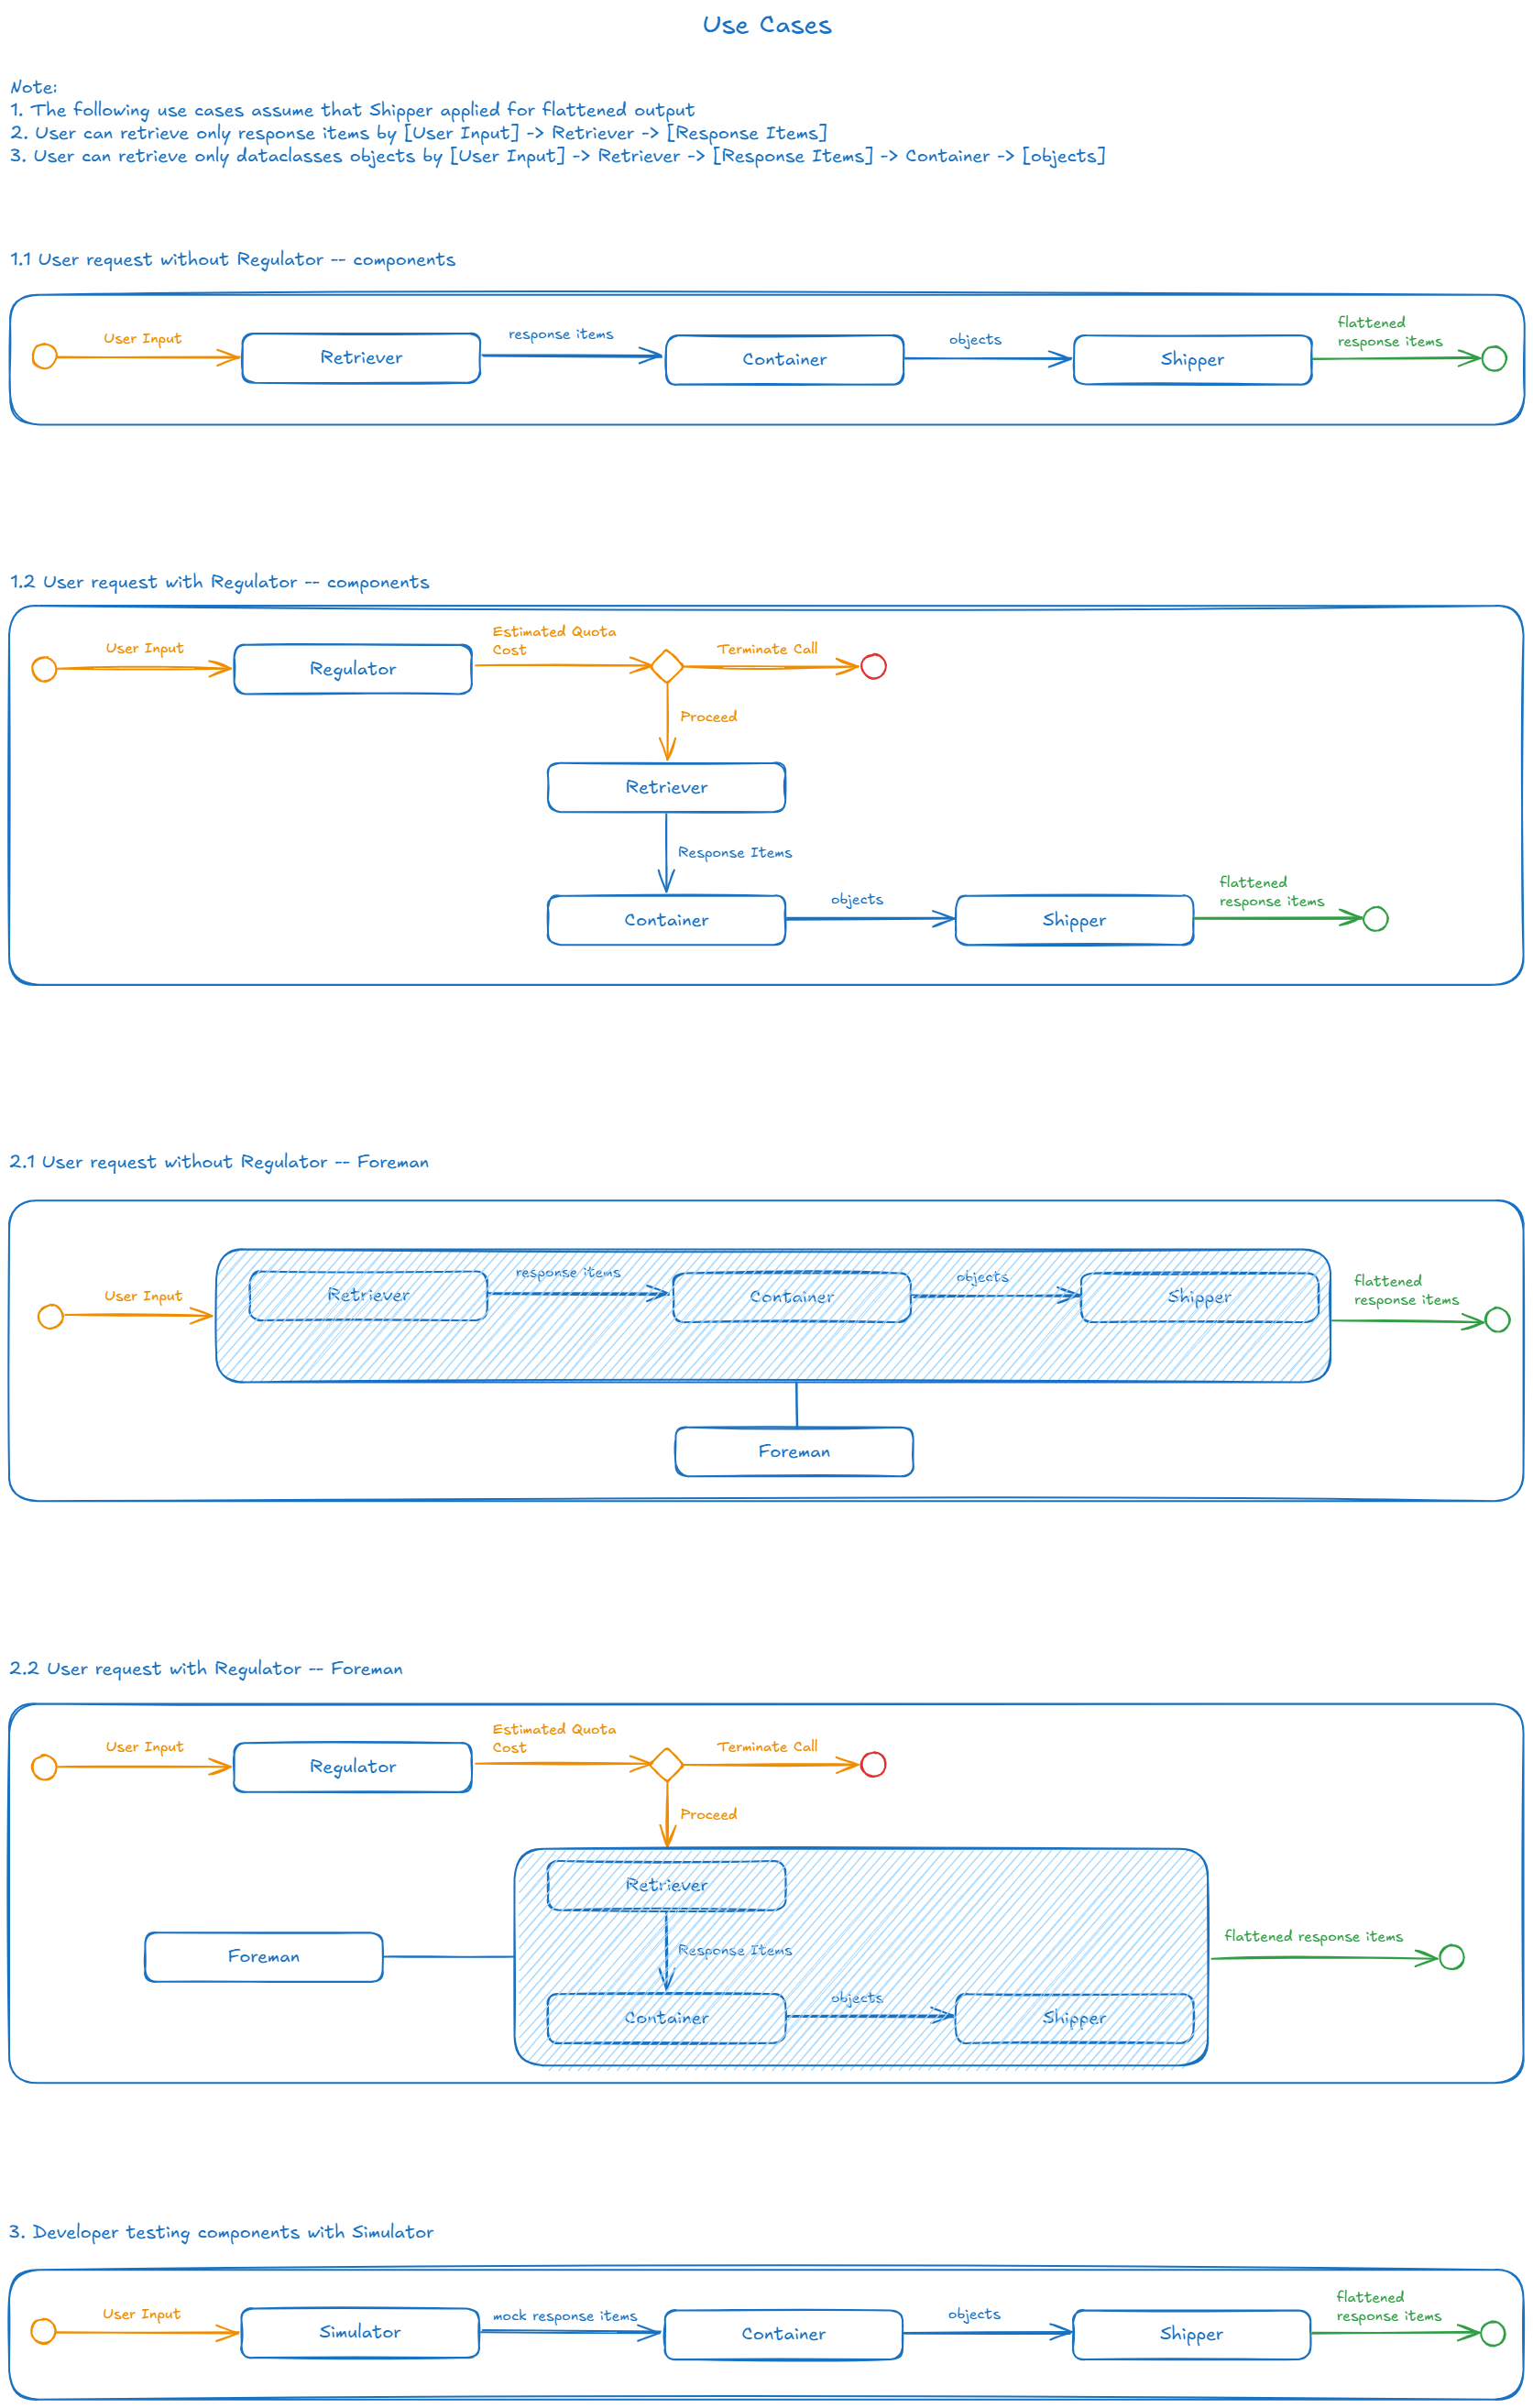 Use Cases
Note:
1. The following use cases assume that Shipper applied for flattened output
2. User can retrieve only response items by [User Input] -> Retriever -> [Response Items]
3. User can retrieve only dataclasses objects by [User Input] -> Retriever -> [Response Items] -> Container -> [objects]
1.1 User request without Regulator -- components
User Input
Retriever
response items
Container
objects
Shipper
flattened
response items
1.2 User request with Regulator -- components
User Input
Regulator
Estimated Quota
Cost
Terminate Call
Proceed
Retriever
Response Items
Container
objects
Shipper
flattened
response items
2.1 User request without Regulator -- Foreman
User Input
Retriever
response items
Container
objects
Shipper
flattened
response items
Foreman
2.2 User request with Regulator -- Foreman
User Input
Regulator
Estimated Quota
Cost
Terminate Call
Proceed
Retriever
Foreman
Response Items
Container
objects
Shipper
flattened response items
3. Developer testing components with Simulator
User Input
Simulator
mock response items
Container
objects
Shipper
flattened
response items